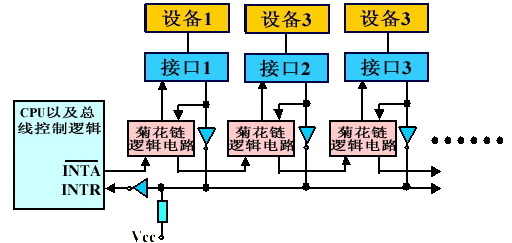 设备1
设备3
设备3
接口1
接口2
接口3
CPU以及总
线控制逻辑
菊花链
逻辑电路
菊花链
逻辑电路
菊花链
逻辑电路
INTA
INTR
Vcc